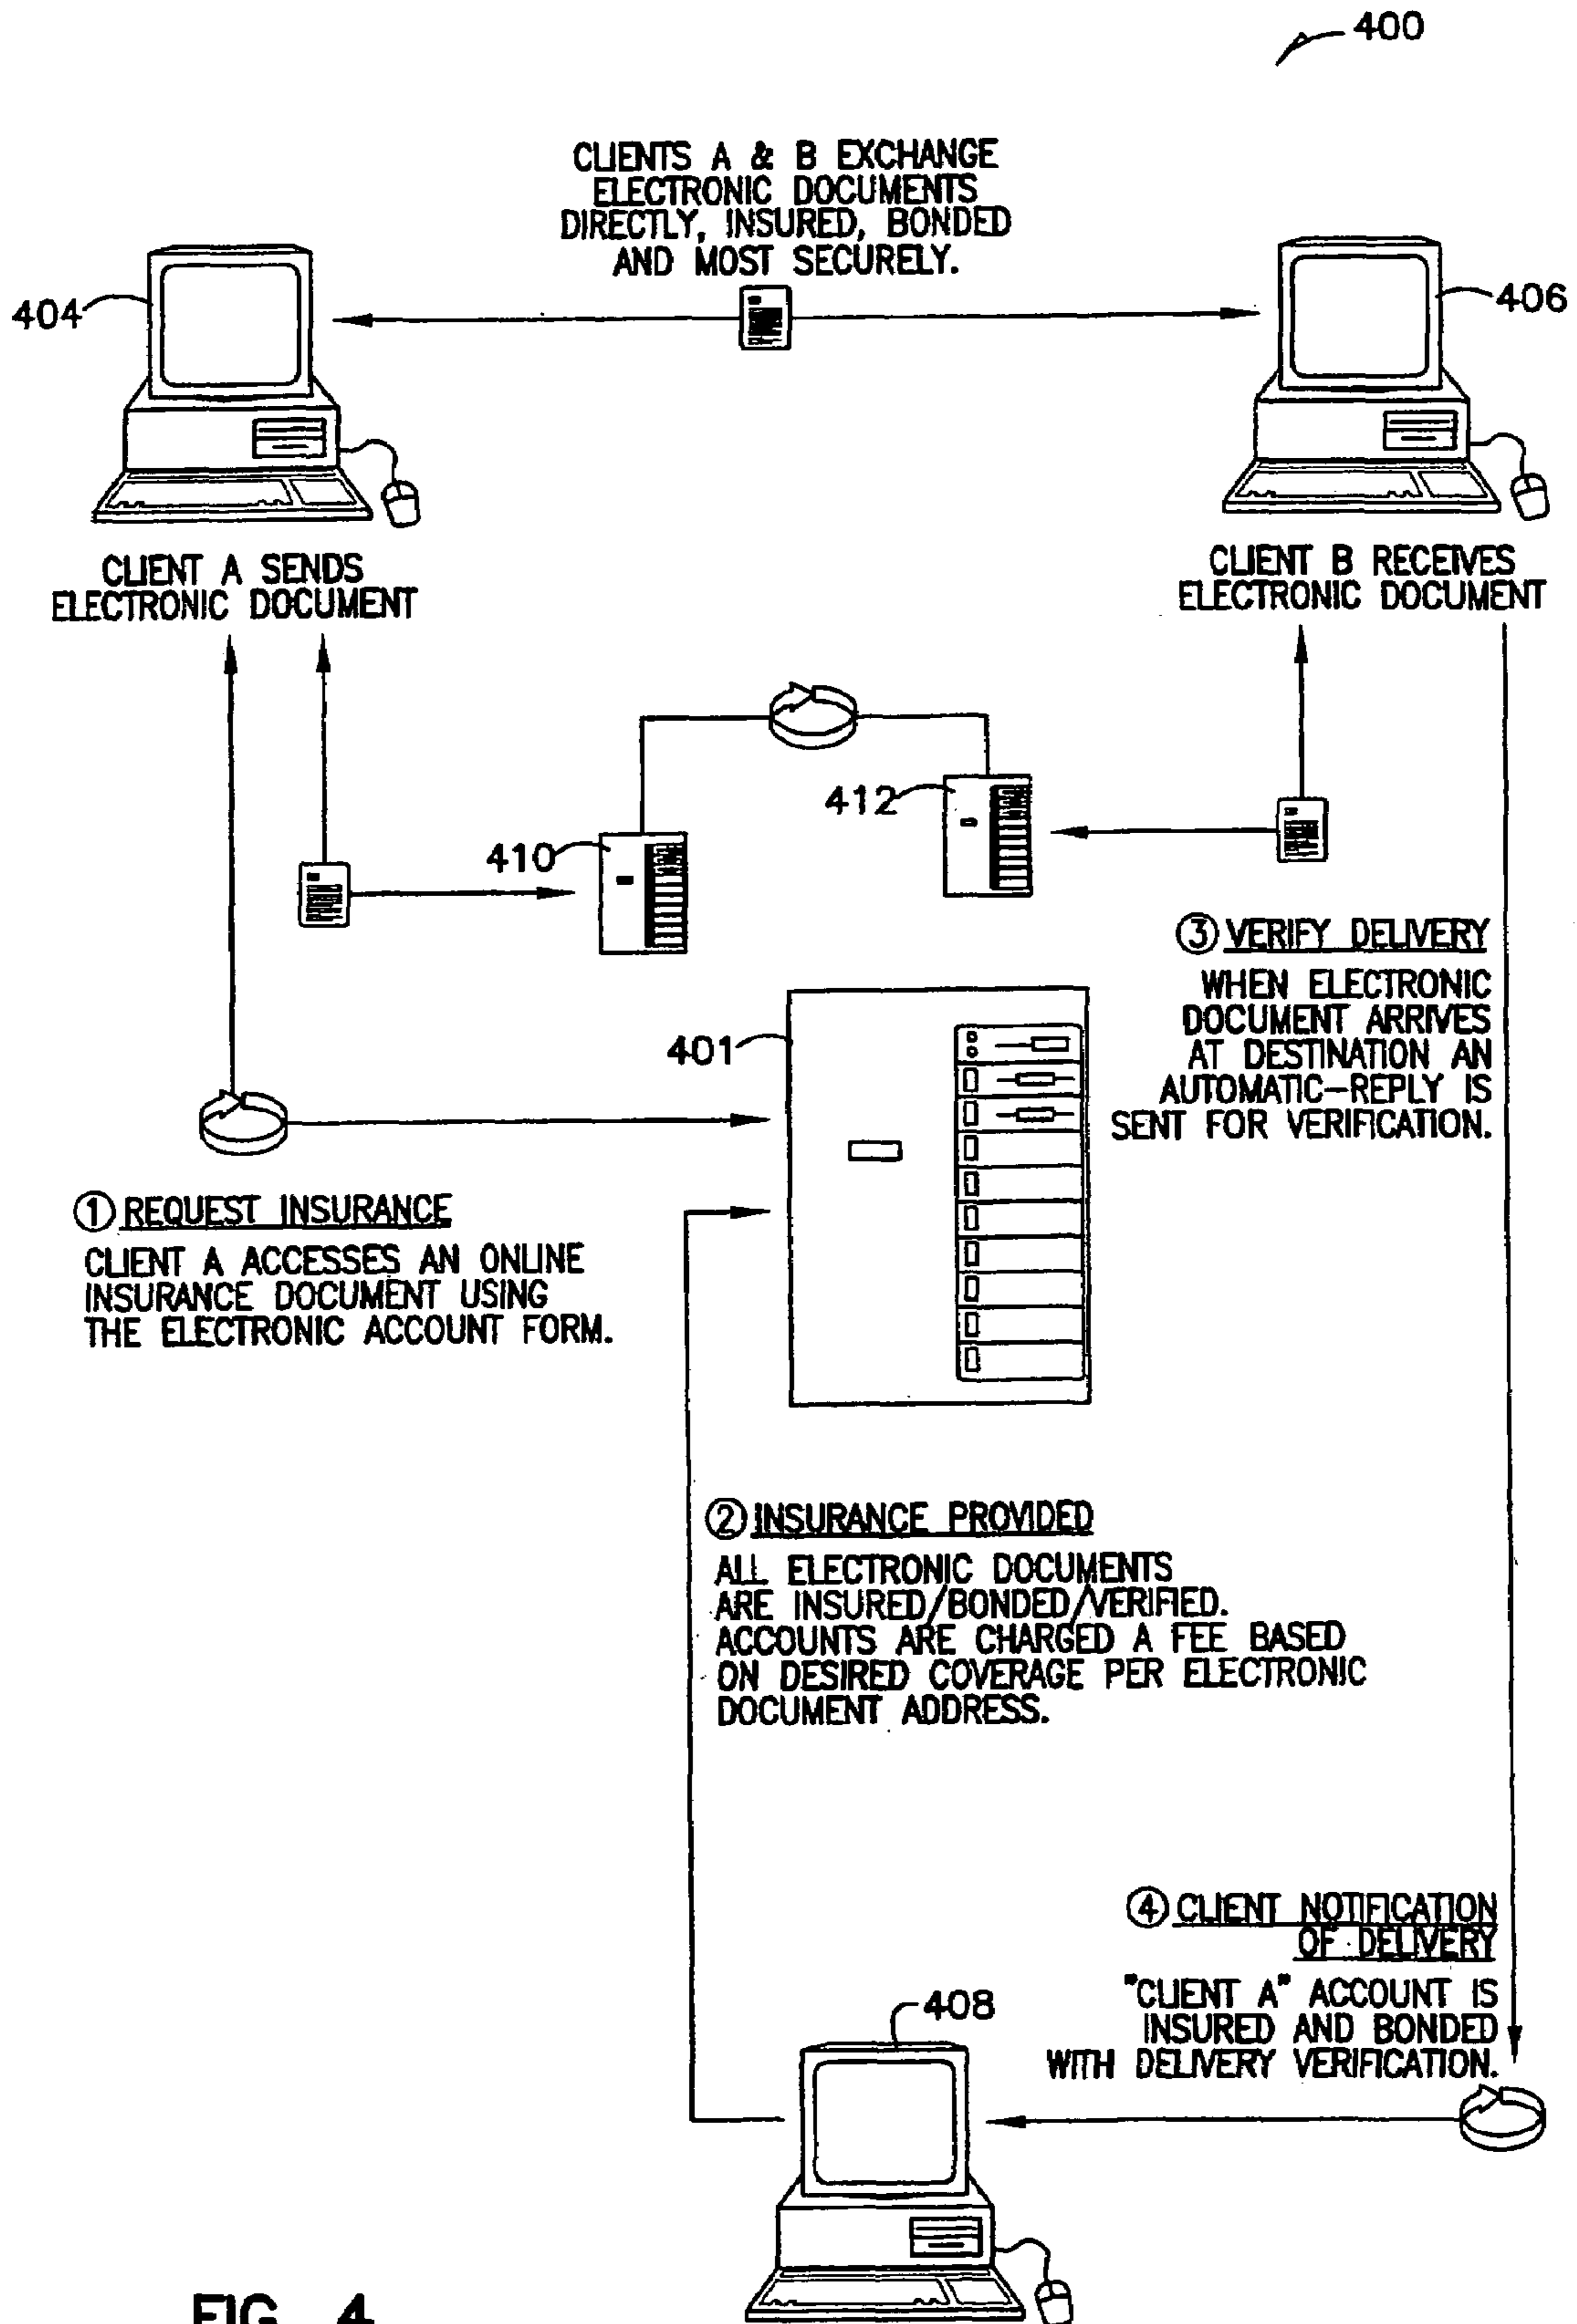 400
CLIENTS A & B EXCHANGE
ELECTRONIC DOCUMENTS
DIRECTLY, INSURED, BONDED
AND MOST SECURELY.
404
406
CLIENT A SENDS
ELECTRONIC DOCUMENT
CLIENT B RECEIVES
ELECTRONIC DOCUMENT
412
410
③ VERIFY DELIVERY
WHEN ELECTRONIC
DOCUMENT ARRIVES
AT DESTINATION AN
AUTOMATIC-REPLY IS
SENT FOR VERIFICATION.
401
① REQUEST INSURANCE
CLIENT A ACCESSES AN ONLINE
INSURANCE DOCUMENT USING
THE ELECTRONIC ACCOUNT FORM.
② INSURANCE PROVIDED
ALL ELECTRONIC DOCUMENTS
ARE INSURED/BONDED/VERIFIED.
ACCOUNTS ARE CHARGED A FEE BASED
ON DESIRED COVERAGE PER ELECTRONIC
DOCUMENT ADDRESS.
④ CLIENT NOTIFICATION
OF DELIVERY
"CLIENT A" ACCOUNT IS
INSURED AND BONDED
WITH DELIVERY VERIFICATION.
408
FIG. 4